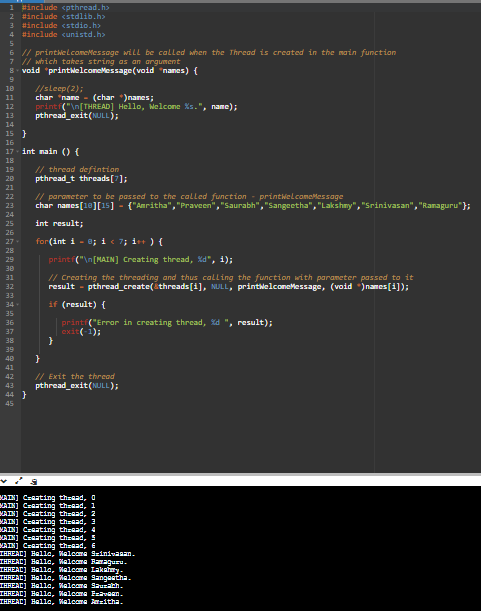 1 #include <pthread.h>
2 #include <stdlib.h>
3 #include <stdio.h>
4 #include <unistd.h>
5
6 // printWelcomeMessage will be called when the Thread is created in the main function
7 // which takes string as an argument
8 void *printWelcomeMessage(void *names) {
9
10 //sleep(2);
11 char *name = (char *)names;
12 printf("\n[THREAD] Hello, Welcome %s.", name);
13 pthread_exit(NULL);
14
15 }
16
17 int main () {
18
19 // thread defintion
20 pthread_t threads[7];
21
22 // parameter to be passed to the called function - printWelcomeMessage
23 char names[10][15] = {"Amritha","Praveen","Saurabh","Sangeetha","Lakshmy","Srinivasan","Ramaguru"};
24
25 int result;
26
27 for(int i = 0; i < 7; i++ ) {
28
29 printf("\n[MAIN] Creating thread, %d", i);
30
31 // Creating the threading and thus calling the function with parameter passed to it
32 result = pthread_create(&threads[i], NULL, printWelcomeMessage, (void *)names[i]);
33
34 if (result) {
35
36 printf("Error in creating thread, %d ", result);
37 exit(-1);
38 }
39
40 }
41
42 // Exit the thread
43 pthread_exit(NULL);
44 }
45
MAIN] Creating thread, 0
MAIN] Creating thread, 1
MAIN] Creating thread, 2
MAIN] Creating thread, 3
MAIN] Creating thread, 4
MAIN] Creating thread, 5
MAIN] Creating thread, 6
THREAD] Hello, Welcome Srinivasan.
THREAD] Hello, Welcome Ramaguru.
THREAD] Hello, Welcome Lakshmy.
THREAD] Hello, Welcome Sangeetha.
THREAD] Hello, Welcome Saurabh.
THREAD] Hello, Welcome Praveen.
THREAD] Hello, Welcome Amritha.